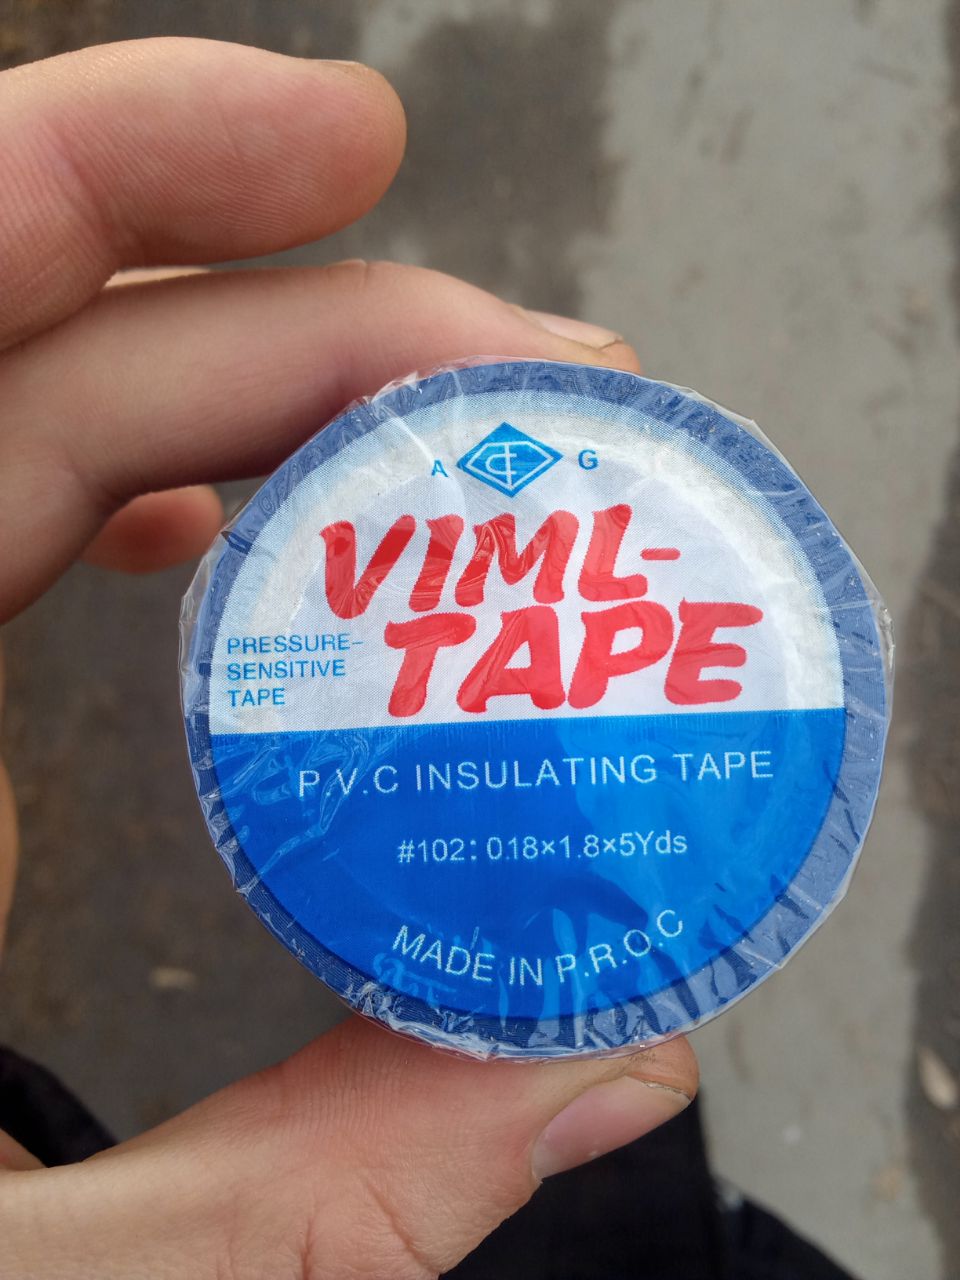 A G
VIML-
TAPE
PRESSURE-
SENSITIVE
TAPE
P.V.C INSULATING TAPE
#102: 0.18×1.8×5Yds
MADE IN P.R.O.C